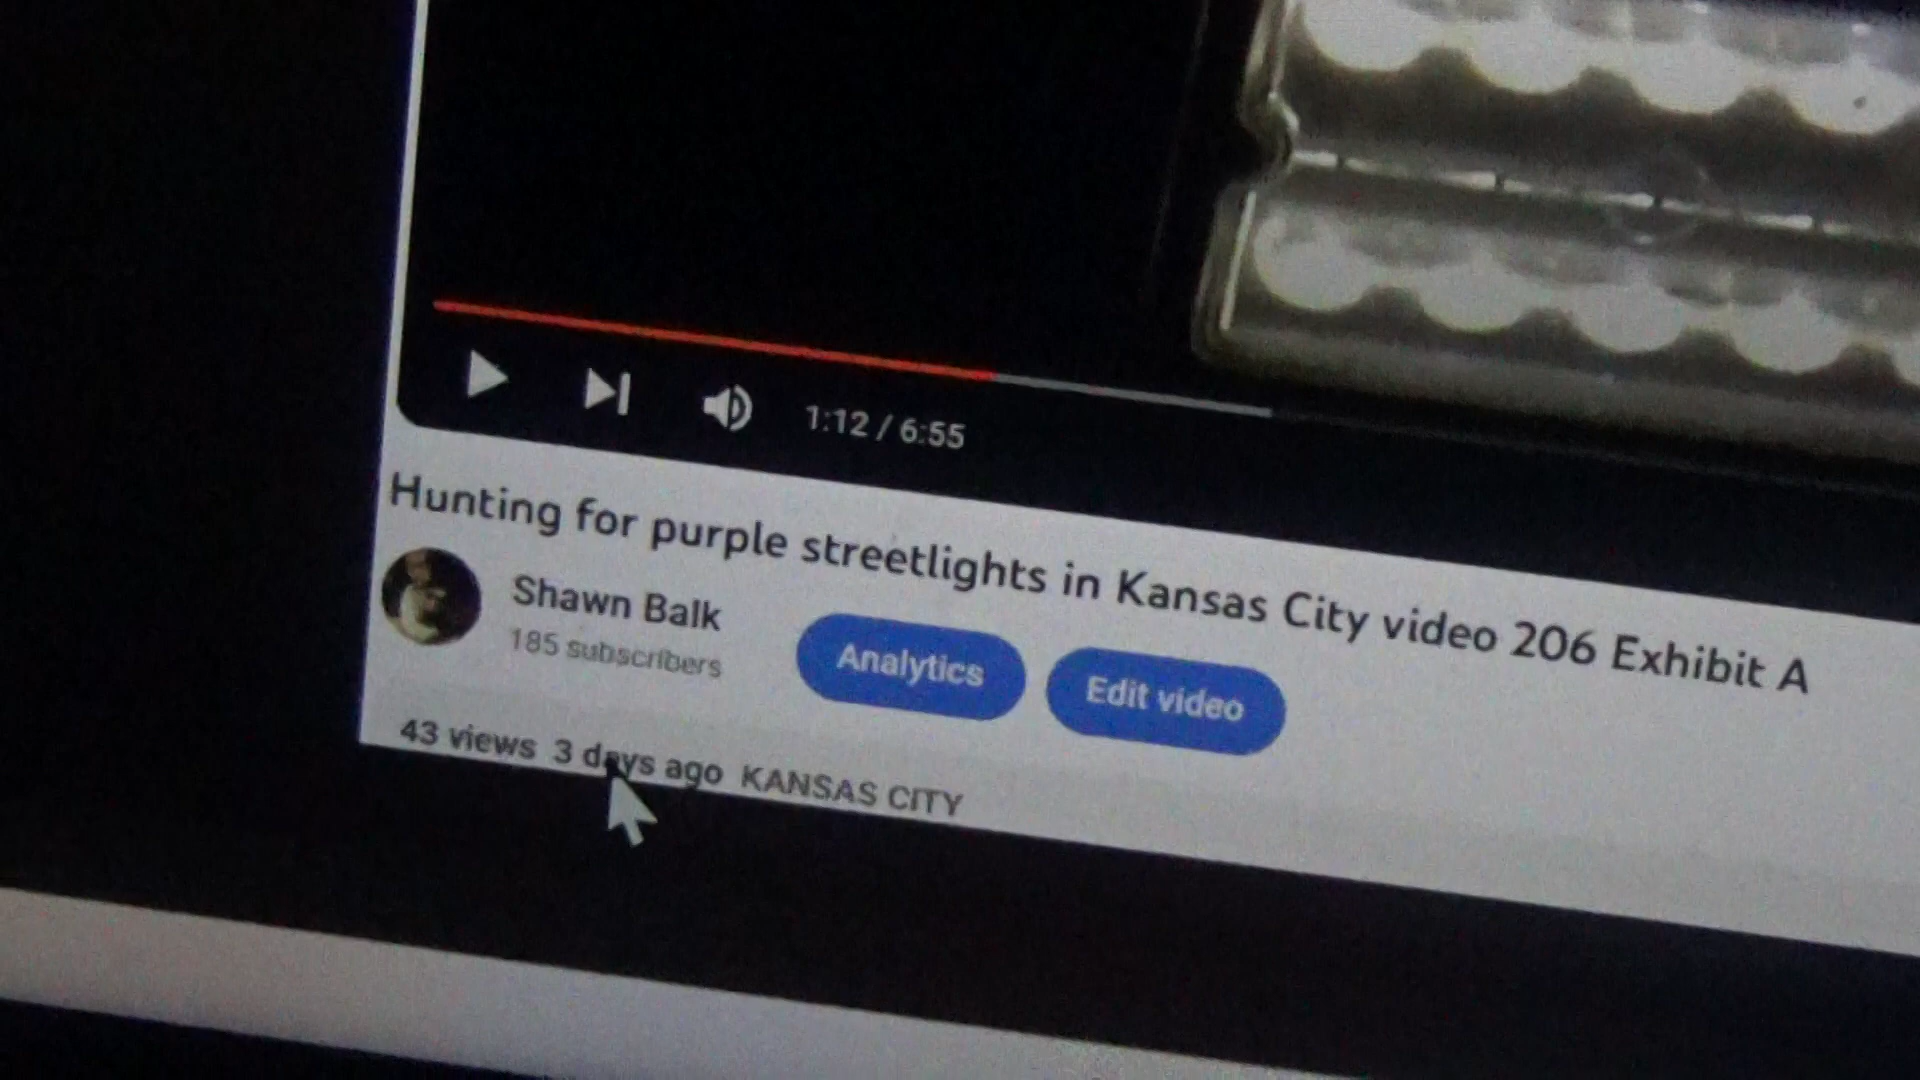 1:12 / 6:55
Hunting for purple streetlights in Kansas City video 206 Exhibit A
Shawn Balk
185 subscribers
Analytics
Edit video
43 views 3 days ago KANSAS CITY